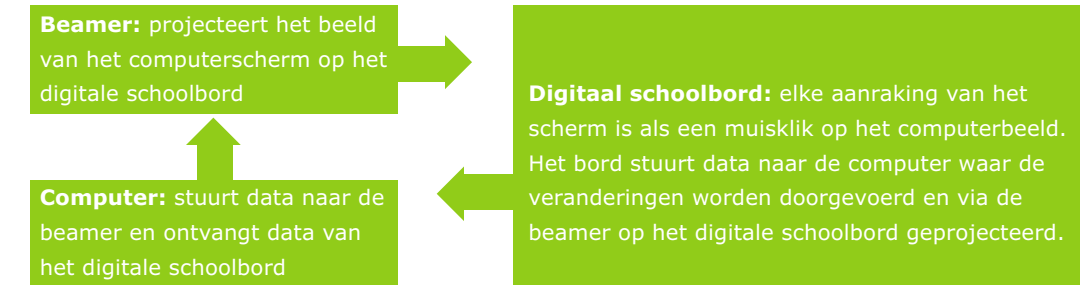 Beamer: projecteert het beeld
van het computerscherm op het
digitale schoolbord
Computer: stuurt data naar de
beamer en ontvangt data van
het digitale schoolbord
Digitaal schoolbord: elke aanraking van het
scherm is als een muisklik op het computerbeeld.
Het bord stuurt data naar de computer waar de
veranderingen worden doorgevoerd en via de
beamer op het digitale schoolbord geprojecteerd.